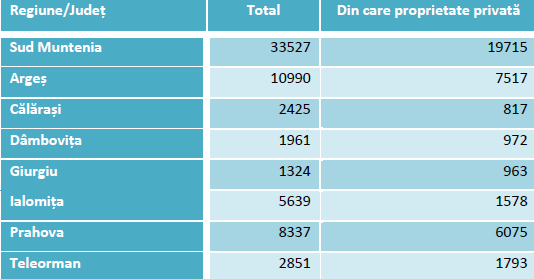 Regiune/Județ Total Din care proprietate privată
Sud Muntenia 33527 19715
Argeș 10990 7517
Călărași 2425 817
Dâmbovița 1961 972
Giurgiu 1324 963
Ialomița 5639 1578
Prahova 8337 6075
Teleorman 2851 1793